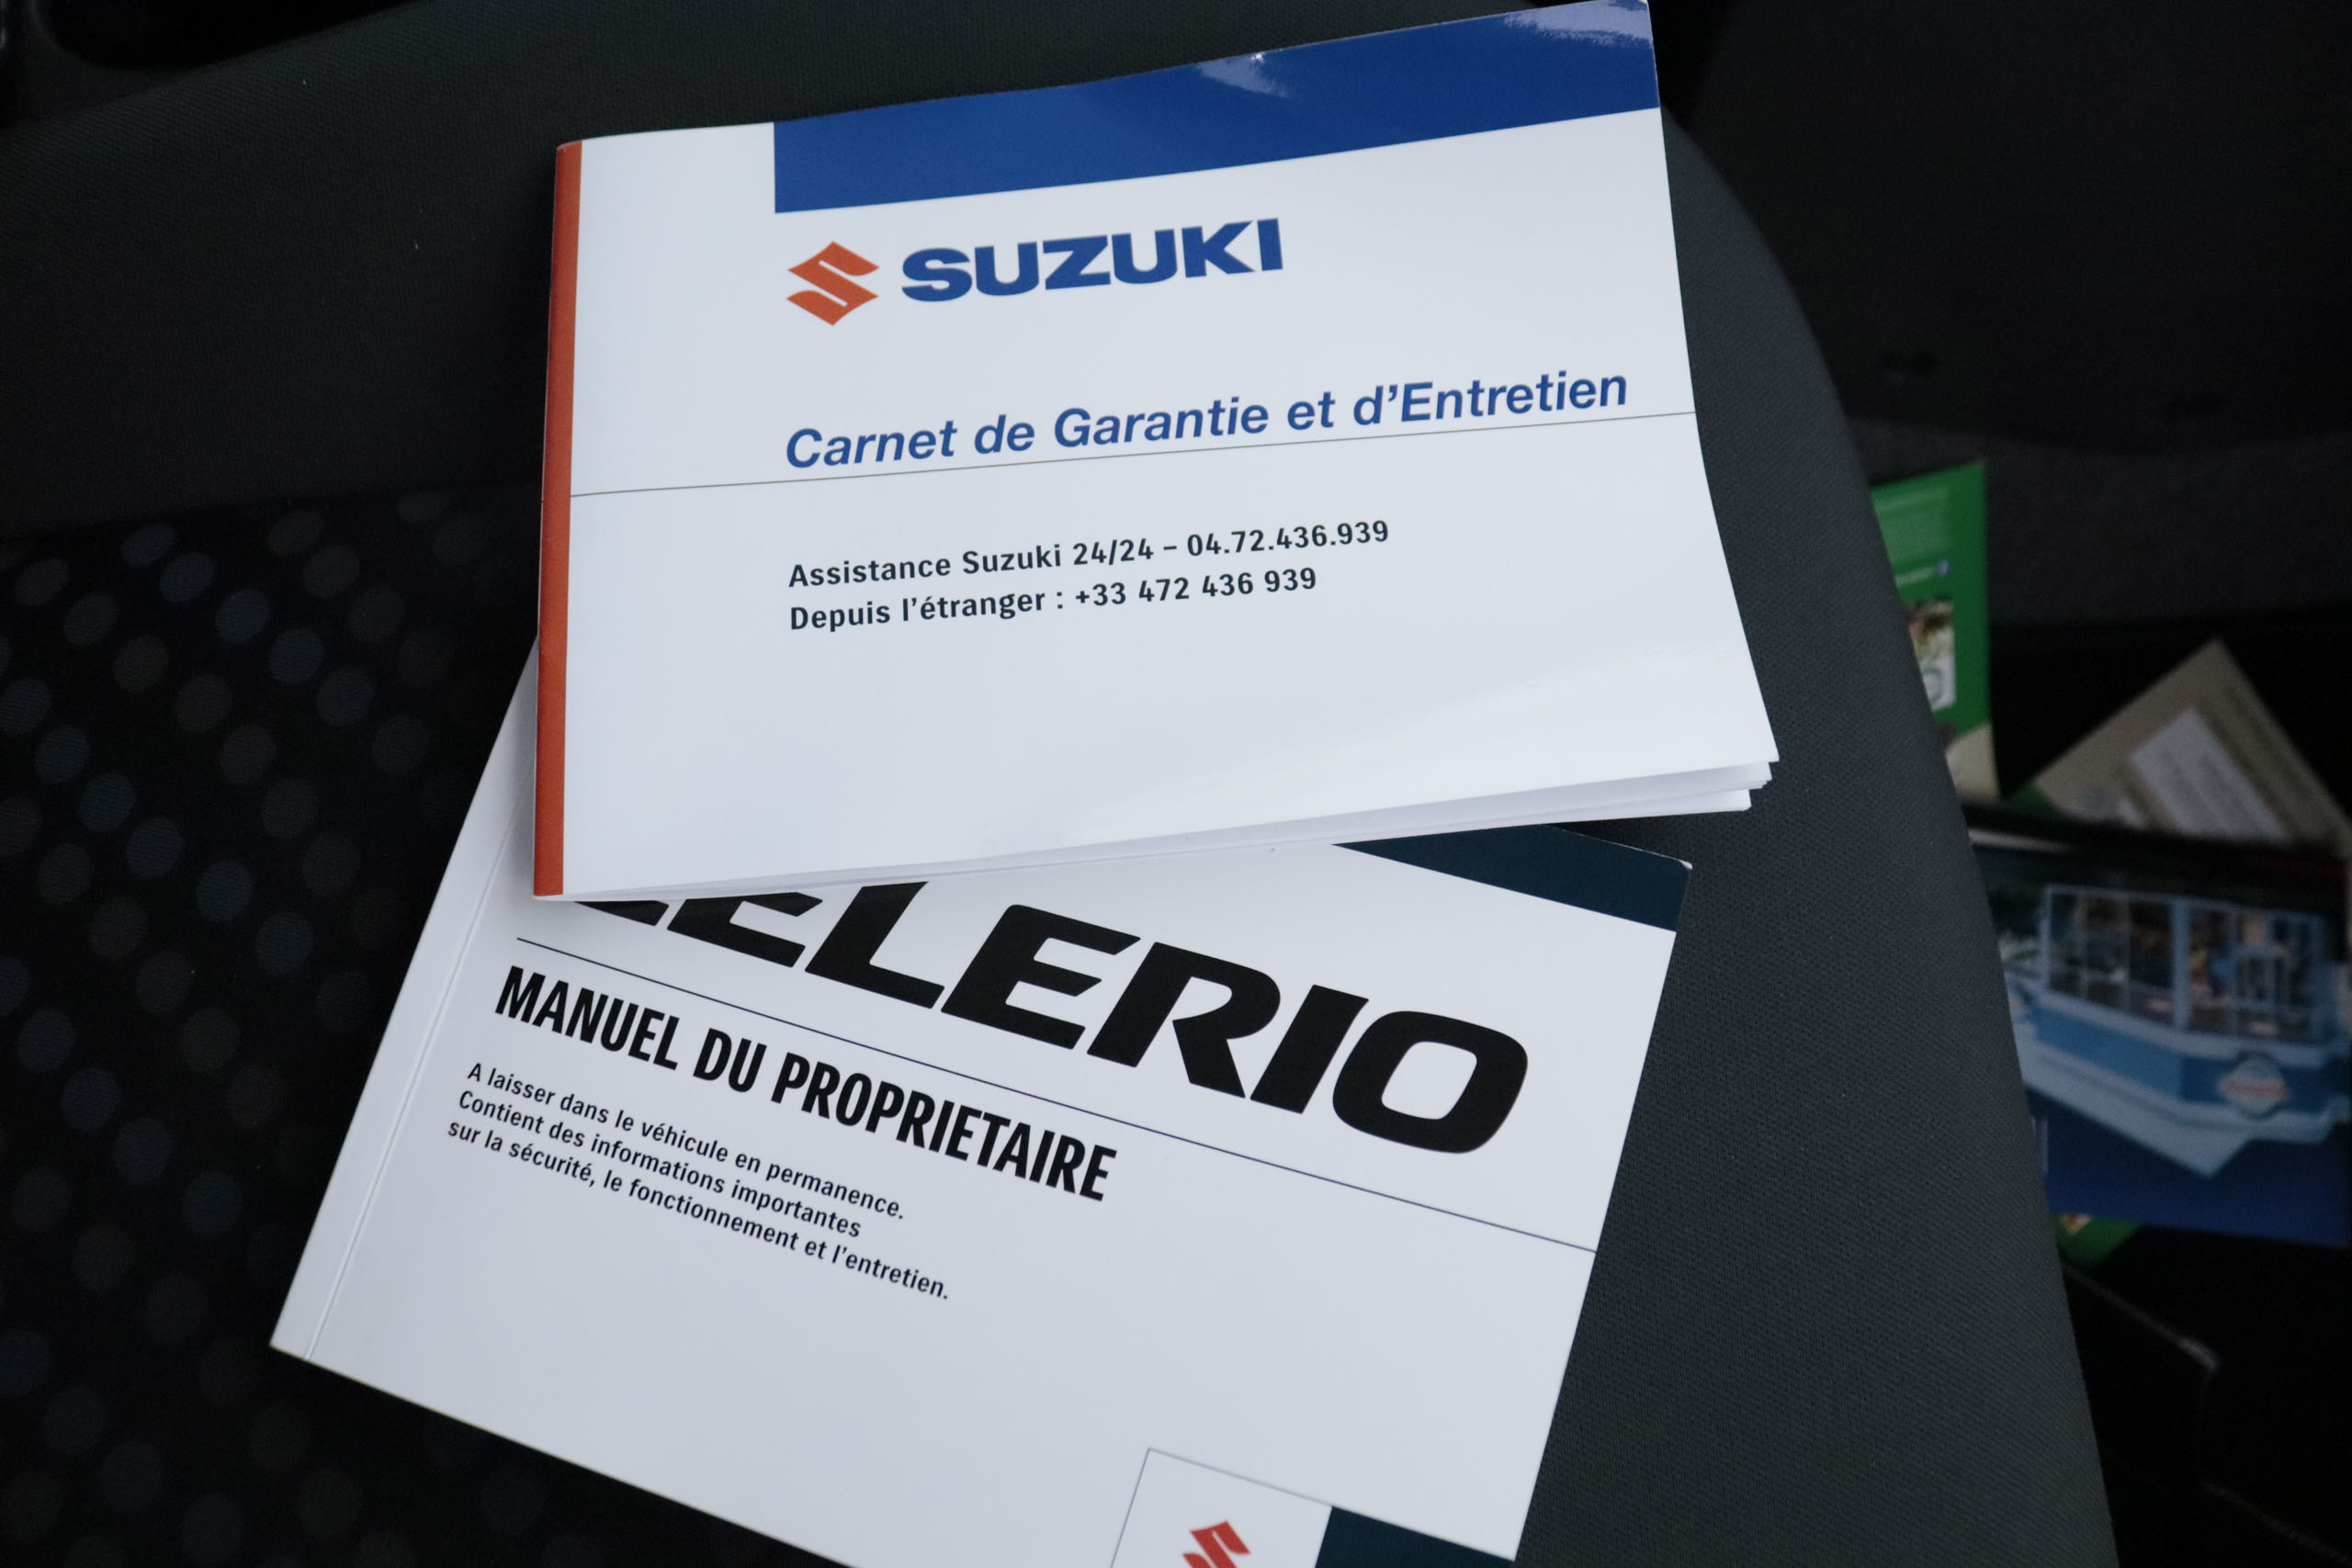 SUZUKI
Carnet de Garantie et d'Entretien
Assistance Suzuki 24/24 – 04.72.436.939
Depuis l'étranger : +33 472 436 939
CELERIO
MANUEL DU PROPRIETAIRE
A laisser dans le véhicule en permanence.
Contient des informations importantes
sur la sécurité, le fonctionnement et l'entretien.